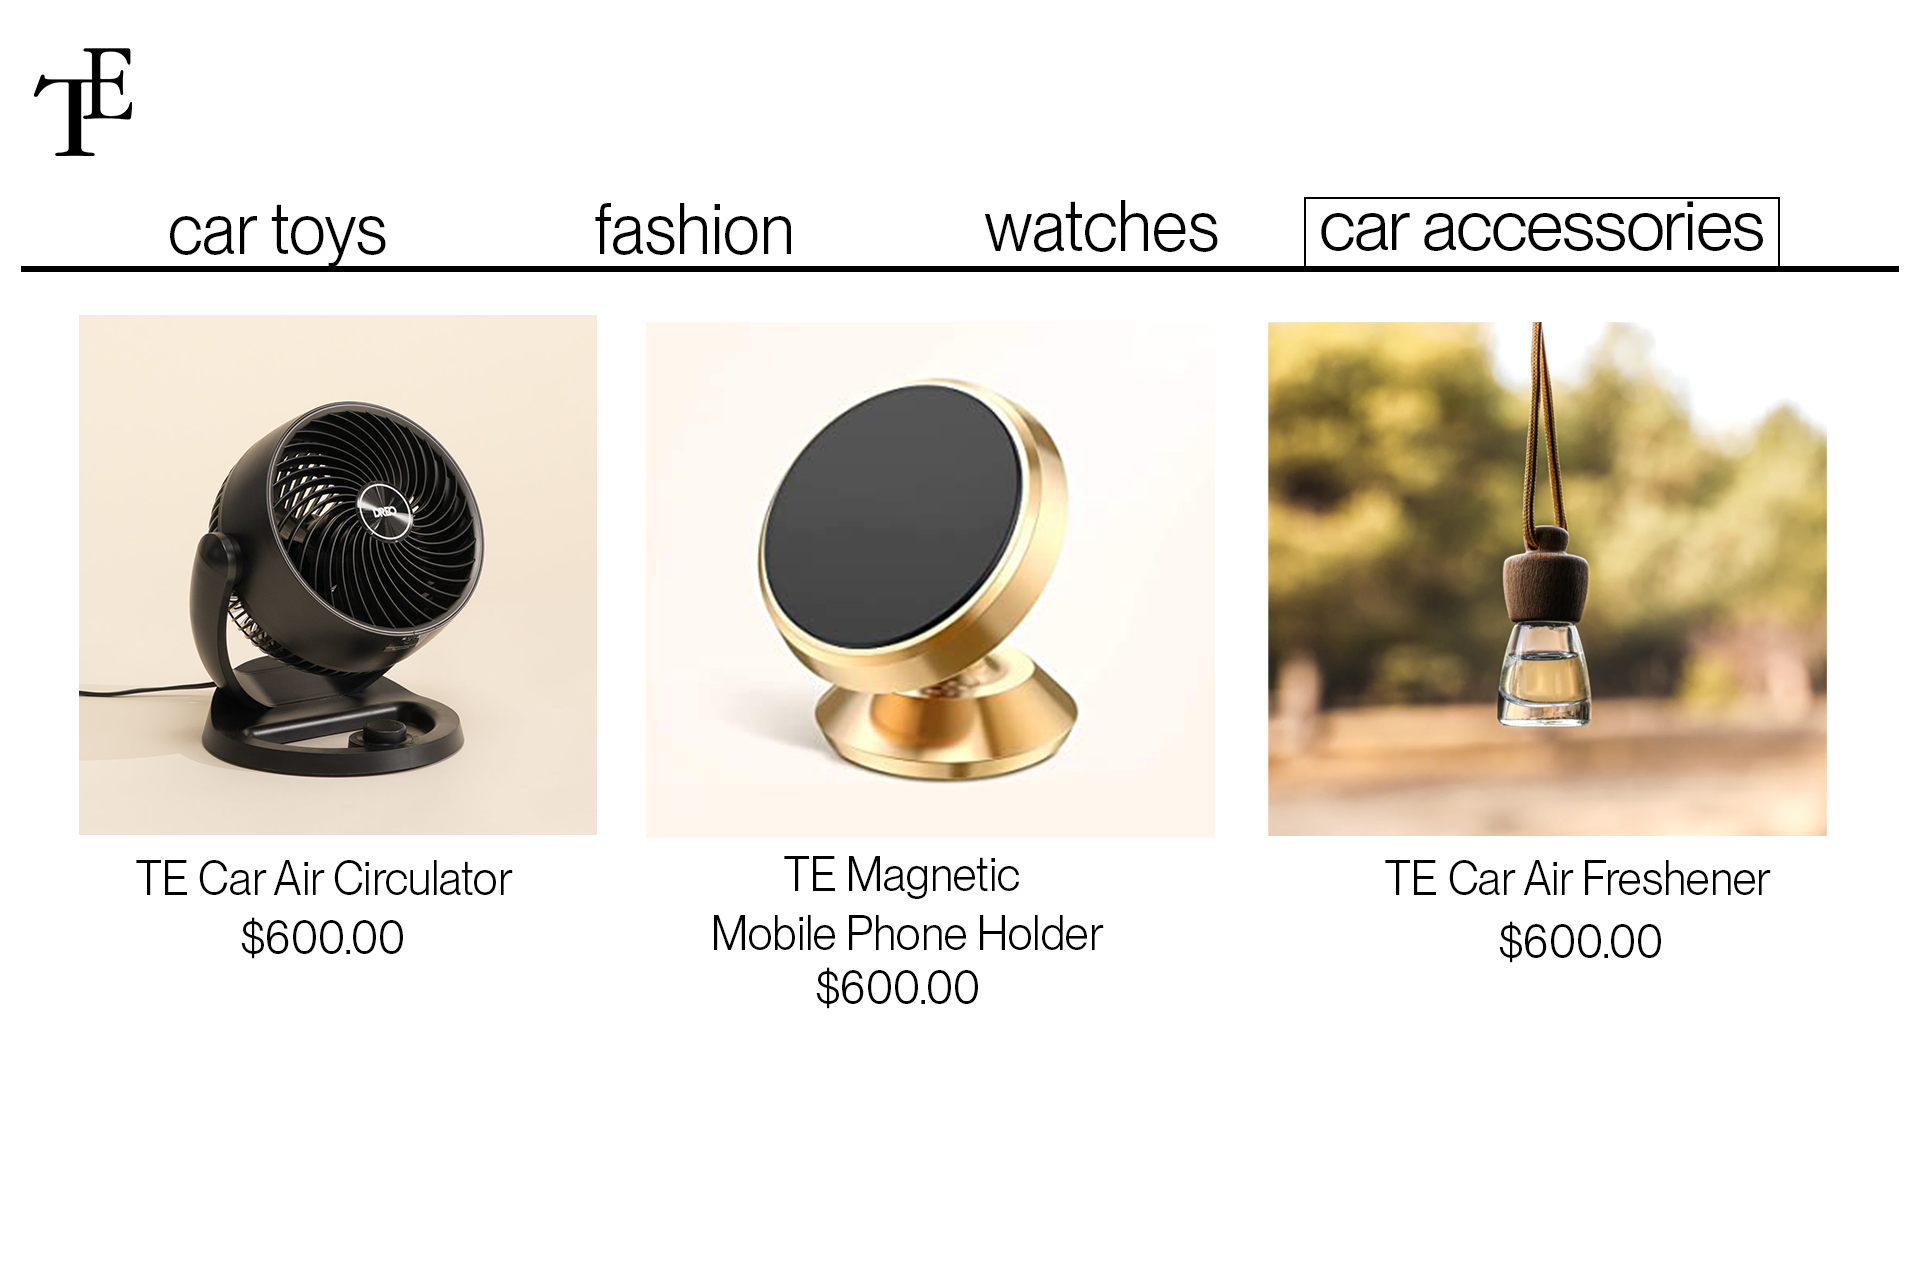 TE
car toys
fashion
watches
car accessories
DREO
TE Car Air Circulator
$600.00
TE Magnetic
Mobile Phone Holder
$600.00
TE Car Air Freshener
$600.00